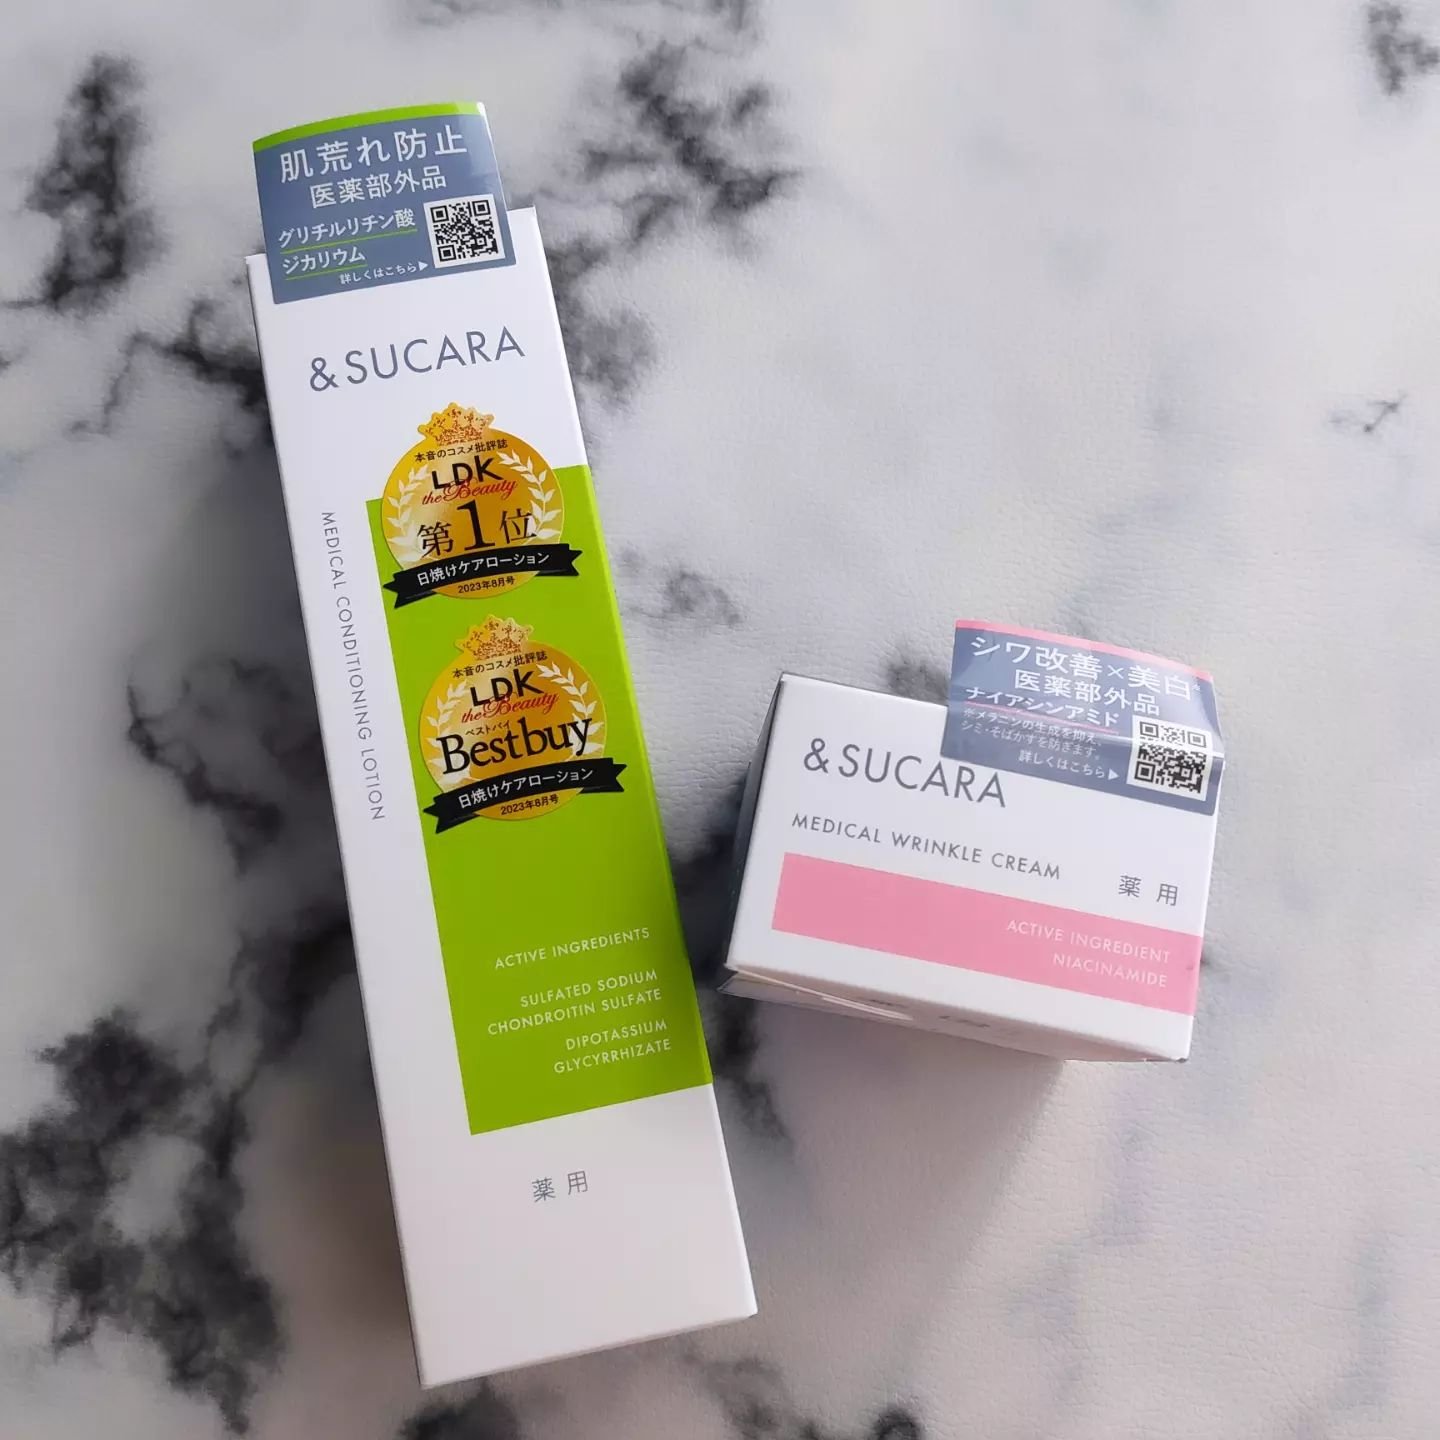 肌荒れ防止
医薬部外品
グリチルリチン酸
ジカリウム
詳しくはこちら▶
&SUCARA
本音のコスメ批評誌
LDK
the Beauty
第1位
日焼けケアローション
2023年8月号
本音のコスメ批評誌
LDK
the Beauty
ベストバイ
Bestbuy
日焼けケアローション
2023年8月号
MEDICAL CONDITIONING LOTION
ACTIVE INGREDIENTS
SULFATED SODIUM
CHONDROITIN SULFATE
DIPOTASSIUM
GLYCYRRHIZATE
薬用
シワ改善×美白※
医薬部外品
ナイアシンアミド
※メラニンの生成を抑え、
シミ・そばかすを防ぎます。
詳しくはこちら▶
&SUCARA
MEDICAL WRINKLE CREAM
薬用
ACTIVE INGREDIENT
NIACINAMIDE